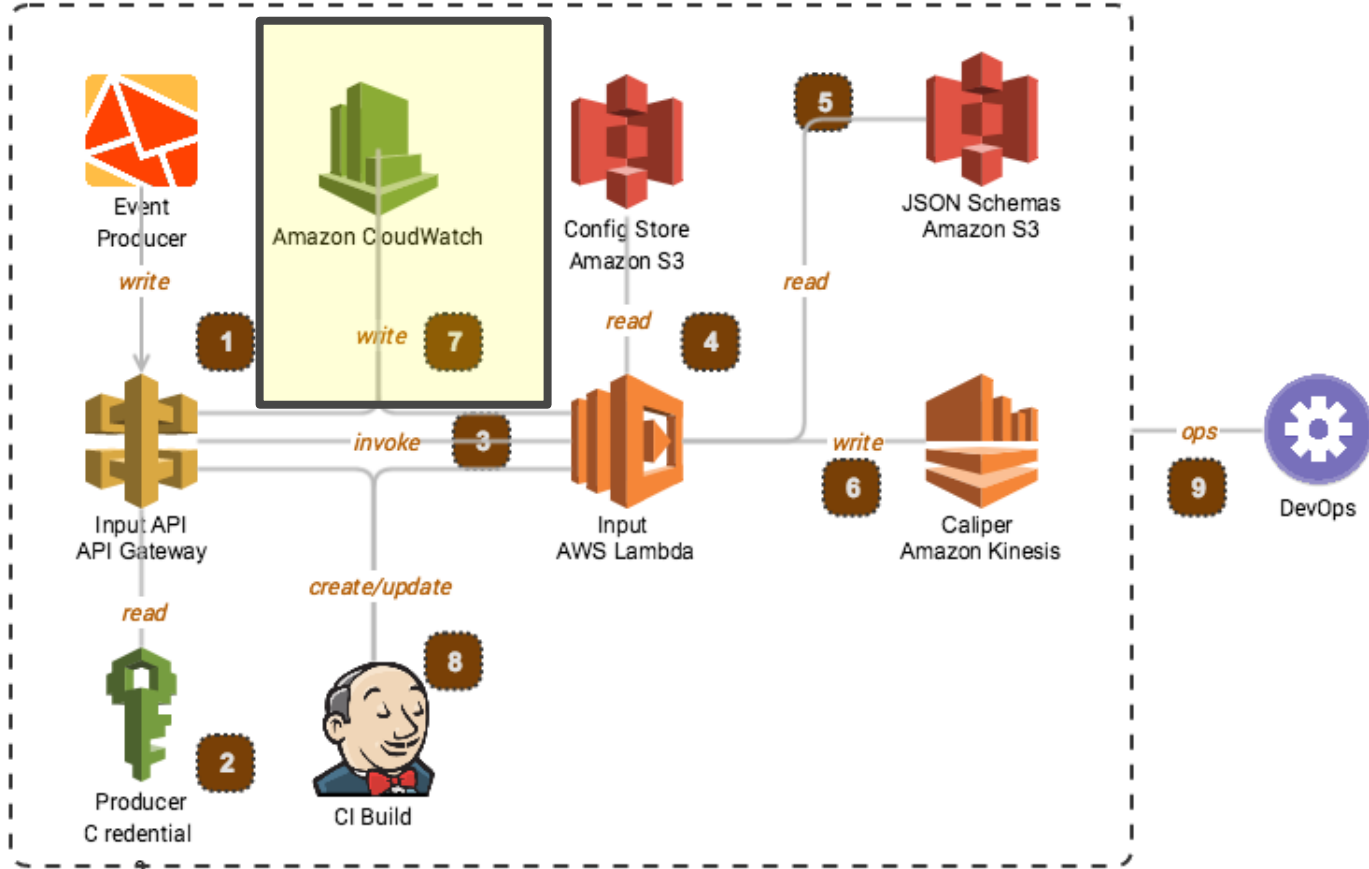 Event
Producer
write
1
Amazon CloudWatch
write
7
Config Store
Amazon S3
read
4
5
JSON Schemas
Amazon S3
read
Input API
API Gateway
invoke
3
Input
AWS Lambda
write
6
Caliper
Amazon Kinesis
ops
9
DevOps
read
2
Producer
C redential
create/update
8
CI Build